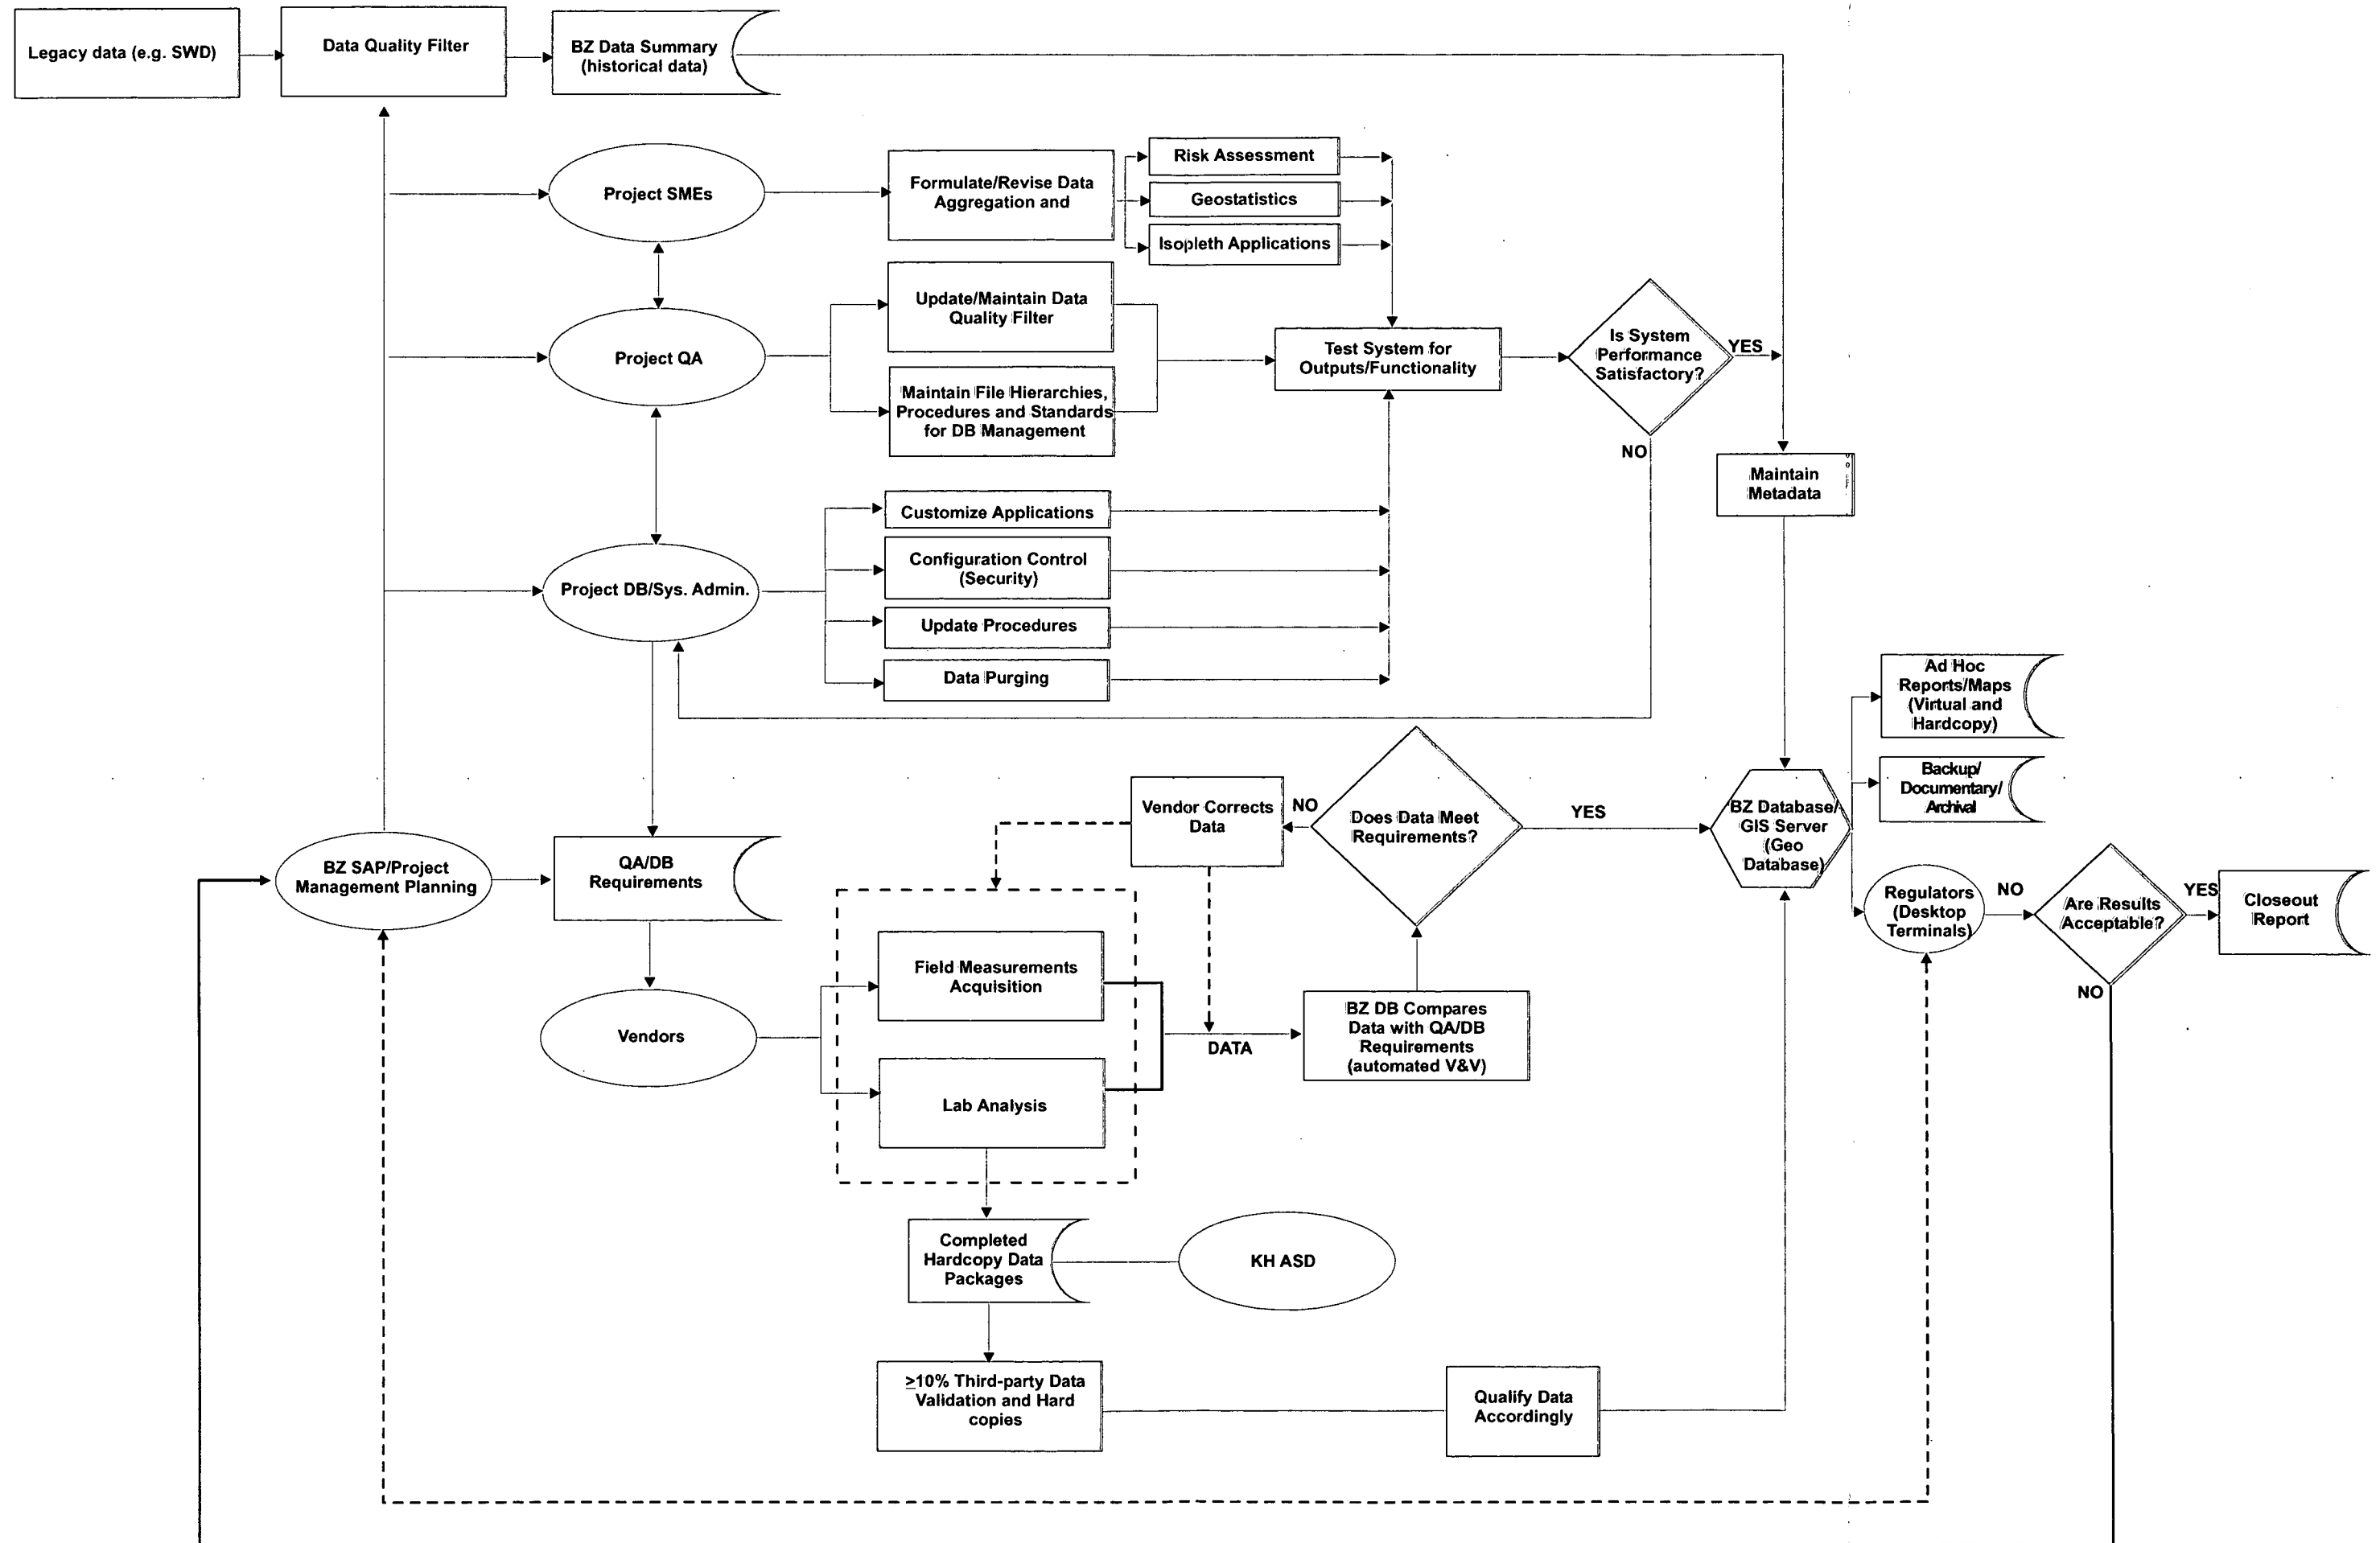 Legacy data (e.g. SWD)
Data Quality Filter
BZ Data Summary
(historical data)
Project SMEs
Formulate/Revise Data
Aggregation and
Risk Assessment
Geostatistics
Isopleth Applications
Project QA
Update/Maintain Data
Quality Filter
Maintain File Hierarchies,
Procedures and Standards
for DB Management
Test System for
Outputs/Functionality
Is System
Performance
Satisfactory?
YES
NO
Maintain
Metadata
Project DB/Sys. Admin.
Customize Applications
Configuration Control
(Security)
Update Procedures
Data Purging
Ad Hoc
Reports/Maps
(Virtual and
Hardcopy)
Backup/
Documentary/
Archival
BZ SAP/Project
Management Planning
QA/DB
Requirements
Vendor Corrects
Data
NO
Does Data Meet
Requirements?
YES
BZ Database/
GIS Server
(Geo
Database)
Regulators
(Desktop
Terminals)
NO
Are Results
Acceptable?
YES
Closeout
Report
NO
Vendors
Field Measurements
Acquisition
Lab Analysis
DATA
BZ DB Compares
Data with QA/DB
Requirements
(automated V&V)
Completed
Hardcopy Data
Packages
KH ASD
≥10% Third-party Data
Validation and Hard
copies
Qualify Data
Accordingly